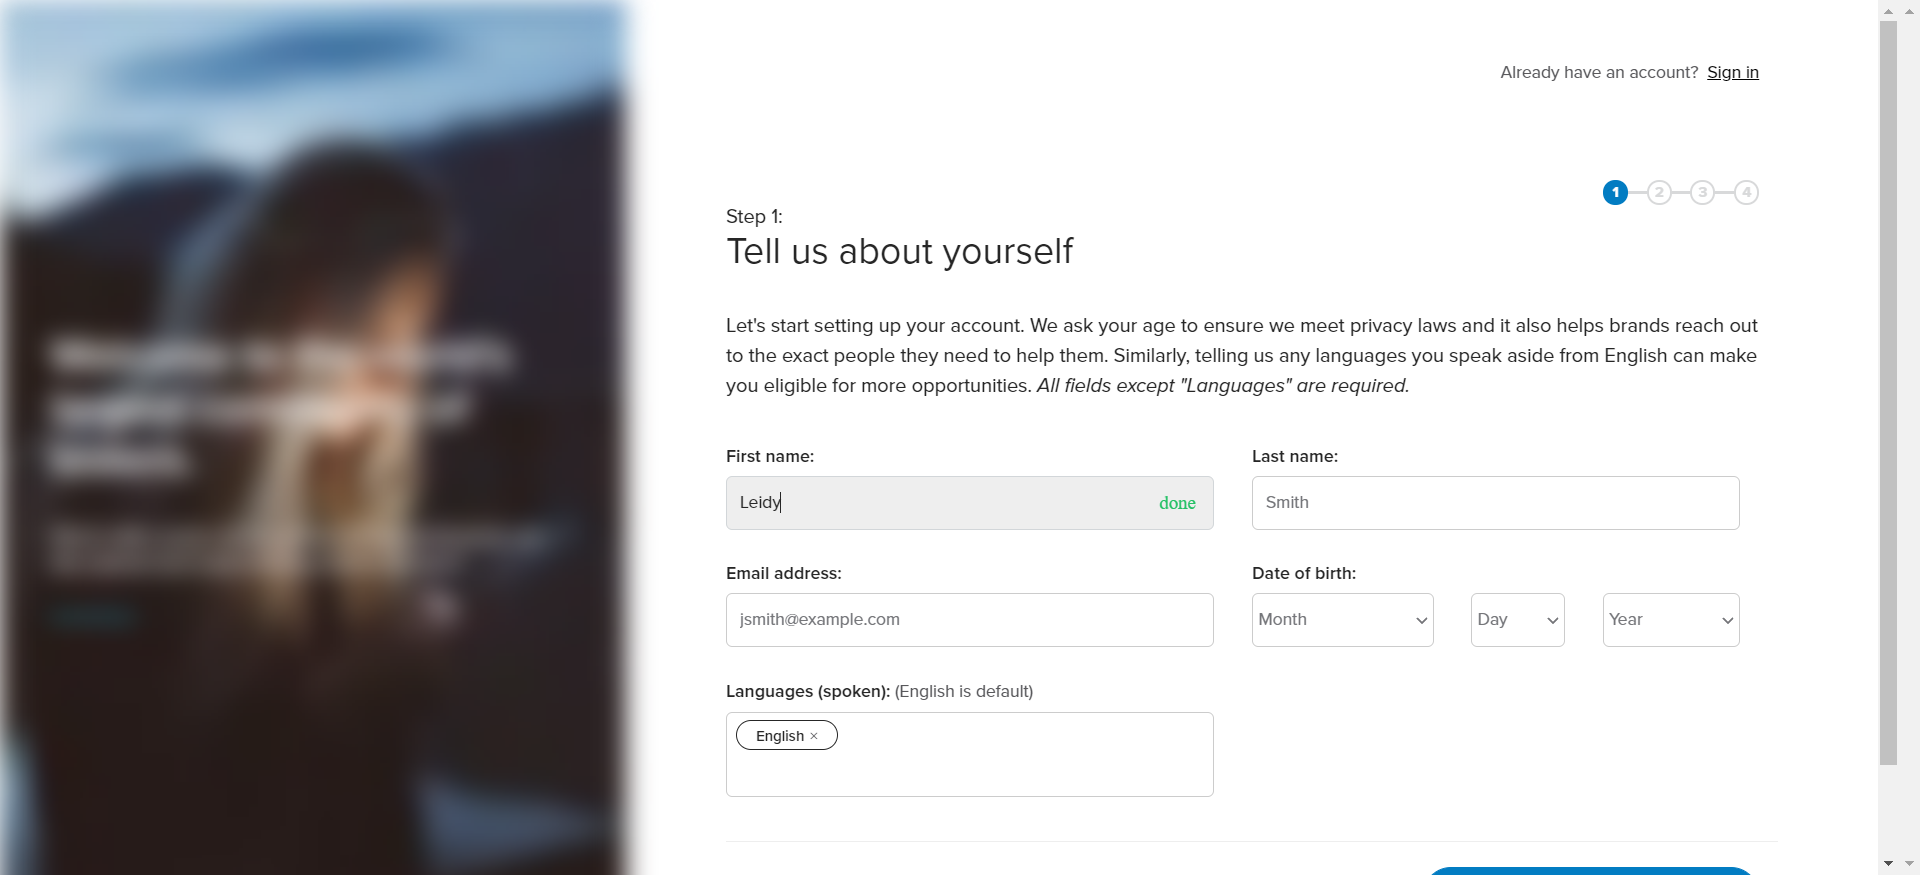 Already have an account? Sign in
1 2 3 4
Step 1:
Tell us about yourself
Let's start setting up your account. We ask your age to ensure we meet privacy laws and it also helps brands reach out
to the exact people they need to help them. Similarly, telling us any languages you speak aside from English can make
you eligible for more opportunities. All fields except "Languages" are required.
First name:
Last name:
Leidy done
Smith
Email address:
Date of birth:
jsmith@example.com
Month Day Year
Languages (spoken): (English is default)
English ×